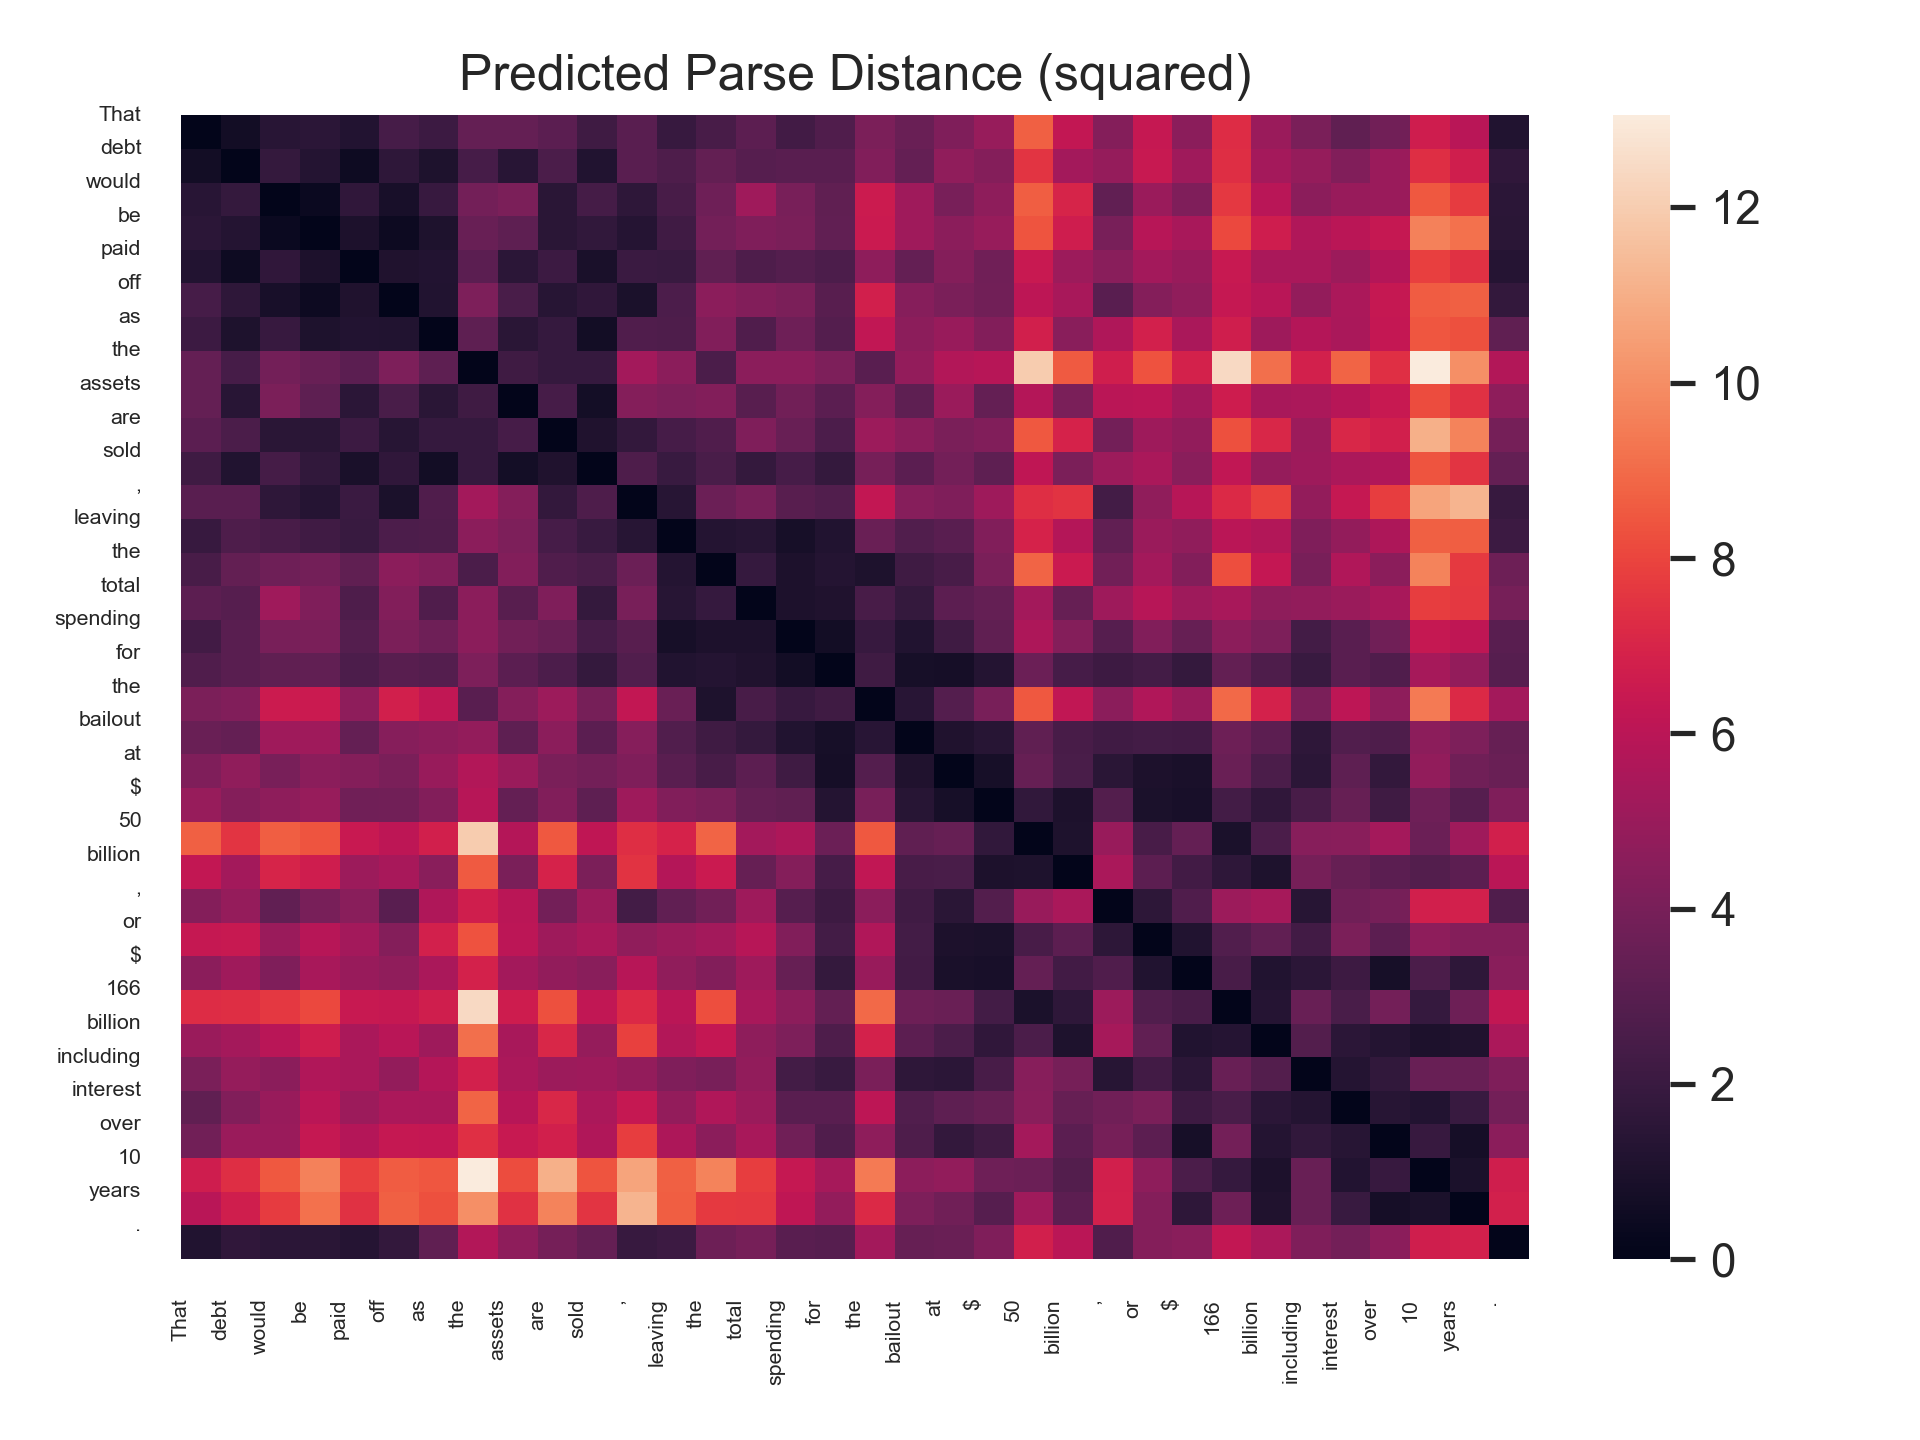 Predicted Parse Distance (squared)
That
debt
would
be
paid
off
as
the
assets
are
sold
,
leaving
the
total
spending
for
the
bailout
at
$
50
billion
,
or
$
166
billion
including
interest
over
10
years
.
12
10
8
6
4
2
0
That
debt
would
be
paid
off
as
the
assets
are
sold
,
leaving
the
total
spending
for
the
bailout
at
$
50
billion
,
or
$
166
billion
including
interest
over
10
years
.